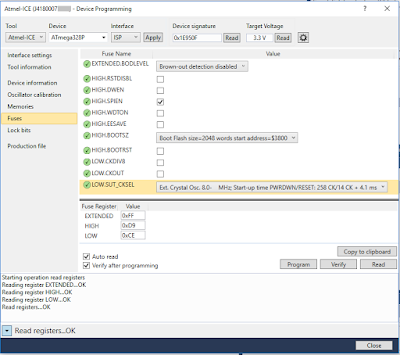 Atmel-ICE (J41800071) - Device Programming
Tool Device Interface Device signature Target Voltage
Atmel-ICE ATmega328P ISP Apply 0x1E950F Read 3.3 V Read
Interface settings
Tool information
Device information
Oscillator calibration
Memories
Fuses
Lock bits
Production file
Fuse Name Value
EXTENDED.BODLEVEL Brown-out detection disabled
HIGH.RSTDISBL
HIGH.DWEN
HIGH.SPIEN
HIGH.WDTON
HIGH.EESAVE
HIGH.BOOTSZ Boot Flash size=2048 words start address=$3800
HIGH.BOOTRST
LOW.CKDIV8
LOW.CKOUT
LOW.SUT_CKSEL Ext. Crystal Osc. 8.0- MHz; Start-up time PWRDWN/RESET: 258 CK/14 CK + 4.1 ms
Fuse Register Value
EXTENDED 0xFF
HIGH 0xD9
LOW 0xCE
Copy to clipboard
Auto read
Verify after programming
Program Verify Read
Starting operation read registers
Reading register EXTENDED...OK
Reading register HIGH...OK
Reading register LOW...OK
Read registers...OK
Read registers...OK
Close